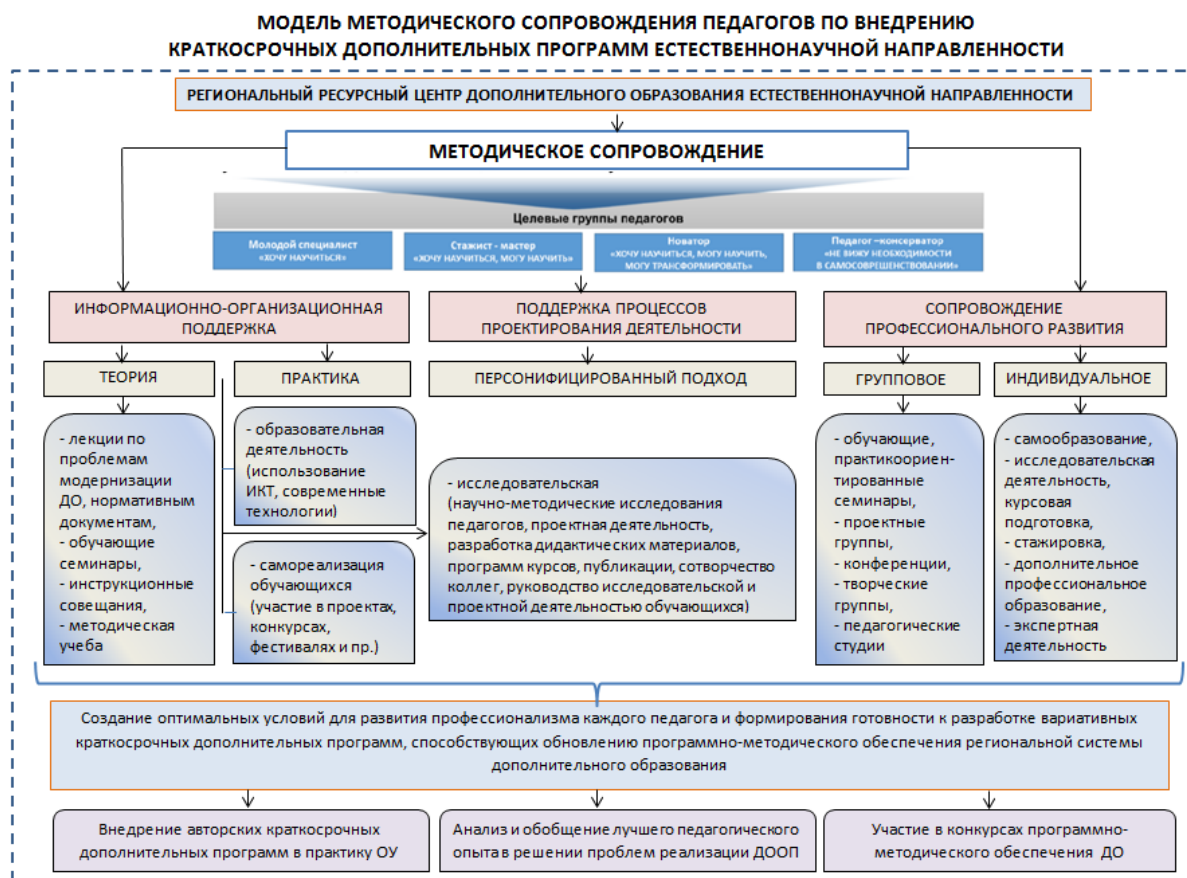 МОДЕЛЬ МЕТОДИЧЕСКОГО СОПРОВОЖДЕНИЯ ПЕДАГОГОВ ПО ВНЕДРЕНИЮ
КРАТКОСРОЧНЫХ ДОПОЛНИТЕЛЬНЫХ ПРОГРАММ ЕСТЕСТВЕННОНАУЧНОЙ НАПРАВЛЕННОСТИ
РЕГИОНАЛЬНЫЙ РЕСУРСНЫЙ ЦЕНТР ДОПОЛНИТЕЛЬНОГО ОБРАЗОВАНИЯ ЕСТЕСТВЕННОНАУЧНОЙ НАПРАВЛЕННОСТИ
МЕТОДИЧЕСКОЕ СОПРОВОЖДЕНИЕ
Целевые группы педагогов
Молодой специалист
«ХОЧУ НАУЧИТЬСЯ»
Стажист - мастер
«ХОЧУ НАУЧИТЬСЯ, МОГУ НАУЧИТЬ»
Новатор
«ХОЧУ НАУЧИТЬСЯ, МОГУ НАУЧИТЬ,
МОГУ ТРАНСФОРМИРОВАТЬ»
Педагог –консерватор
«НЕ ВИЖУ НЕОБХОДИМОСТИ
В САМОСОВРЕШЕНСТВОВАНИИ»
ИНФОРМАЦИОННО-ОРГАНИЗАЦИОННАЯ
ПОДДЕРЖКА
ПОДДЕРЖКА ПРОЦЕССОВ
ПРОЕКТИРОВАНИЯ ДЕЯТЕЛЬНОСТИ
СОПРОВОЖДЕНИЕ
ПРОФЕССИОНАЛЬНОГО РАЗВИТИЯ
ТЕОРИЯ
ПРАКТИКА
ПЕРСОНИФИЦИРОВАННЫЙ ПОДХОД
ГРУППОВОЕ
ИНДИВИДУАЛЬНОЕ
- лекции по
проблемам
модернизации
ДО, нормативным
документам,
- обучающие
семинары,
- инструкционные
совещания,
- методическая
учеба
- образовательная
деятельность
(использование
ИКТ, современные
технологии)
- самореализация
обучающихся
(участие в проектах,
конкурсах,
фестивалях и пр.)
- исследовательская
(научно-методические исследования
педагогов, проектная деятельность,
разработка дидактических материалов,
программ курсов, публикации, сотворчество
коллег, руководство исследовательской и
проектной деятельностью обучающихся)
- обучающие,
практикоориен-
тированные
семинары,
- проектные
группы,
- конференции,
- творческие
группы,
- педагогические
студии
- самообразование,
- исследовательская
деятельность,
курсовая
подготовка,
- стажировка,
- дополнительное
профессиональное
образование,
- экспертная
деятельность
Создание оптимальных условий для развития профессионализма каждого педагога и формирования готовности к разработке вариативных
краткосрочных дополнительных программ, способствующих обновлению программно-методического обеспечения региональной системы
дополнительного образования
Внедрение авторских краткосрочных
дополнительных программ в практику ОУ
Анализ и обобщение лучшего педагогического
опыта в решении проблем реализации ДООП
Участие в конкурсах программно-
методического обеспечения ДО